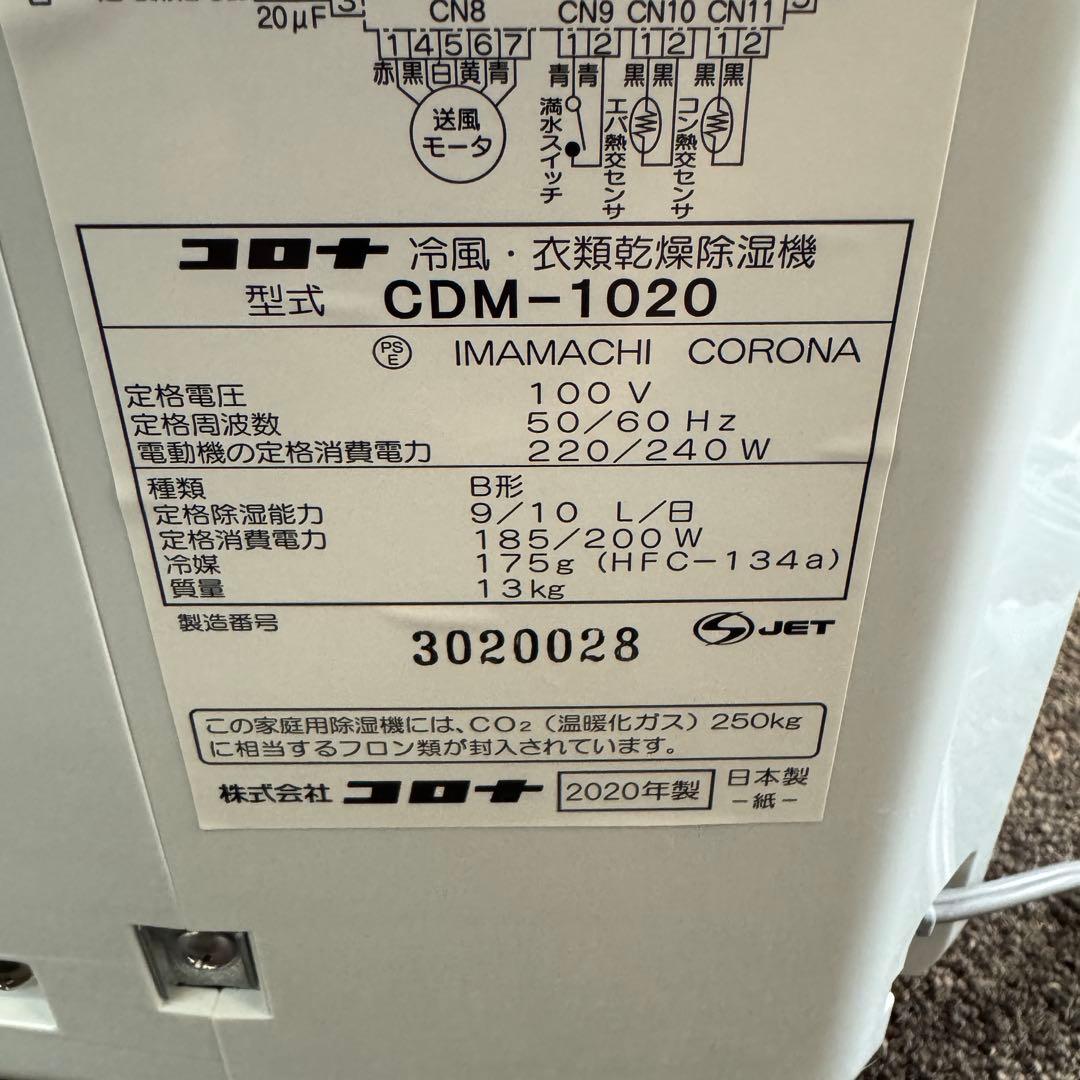 20μF
3
CN8
CN9 CN10 CN11
1 4 5 6 7
1 2 1 2 1 2
赤 黒 白 黄 青
青 青 黒 黒 黒 黒
送風
モータ
満水スイッチ
エバ熱交センサ
コン熱交センサ
コロナ 冷風・衣類乾燥除湿機
型式 CDM-1020
PS
E
IMAMACHI CORONA
定格電圧 100 V
定格周波数 50/60 Hz
電動機の定格消費電力 220/240 W
種類 B形
定格除湿能力 9/10 L/日
定格消費電力 185/200 W
冷媒 175g (HFC-134a)
質量 13kg
製造番号 3020028
JET
この家庭用除湿機には、CO₂(温暖化ガス)250kg
に相当するフロン類が封入されています。
株式会社 コロナ 2020年製 日本製
-紙-